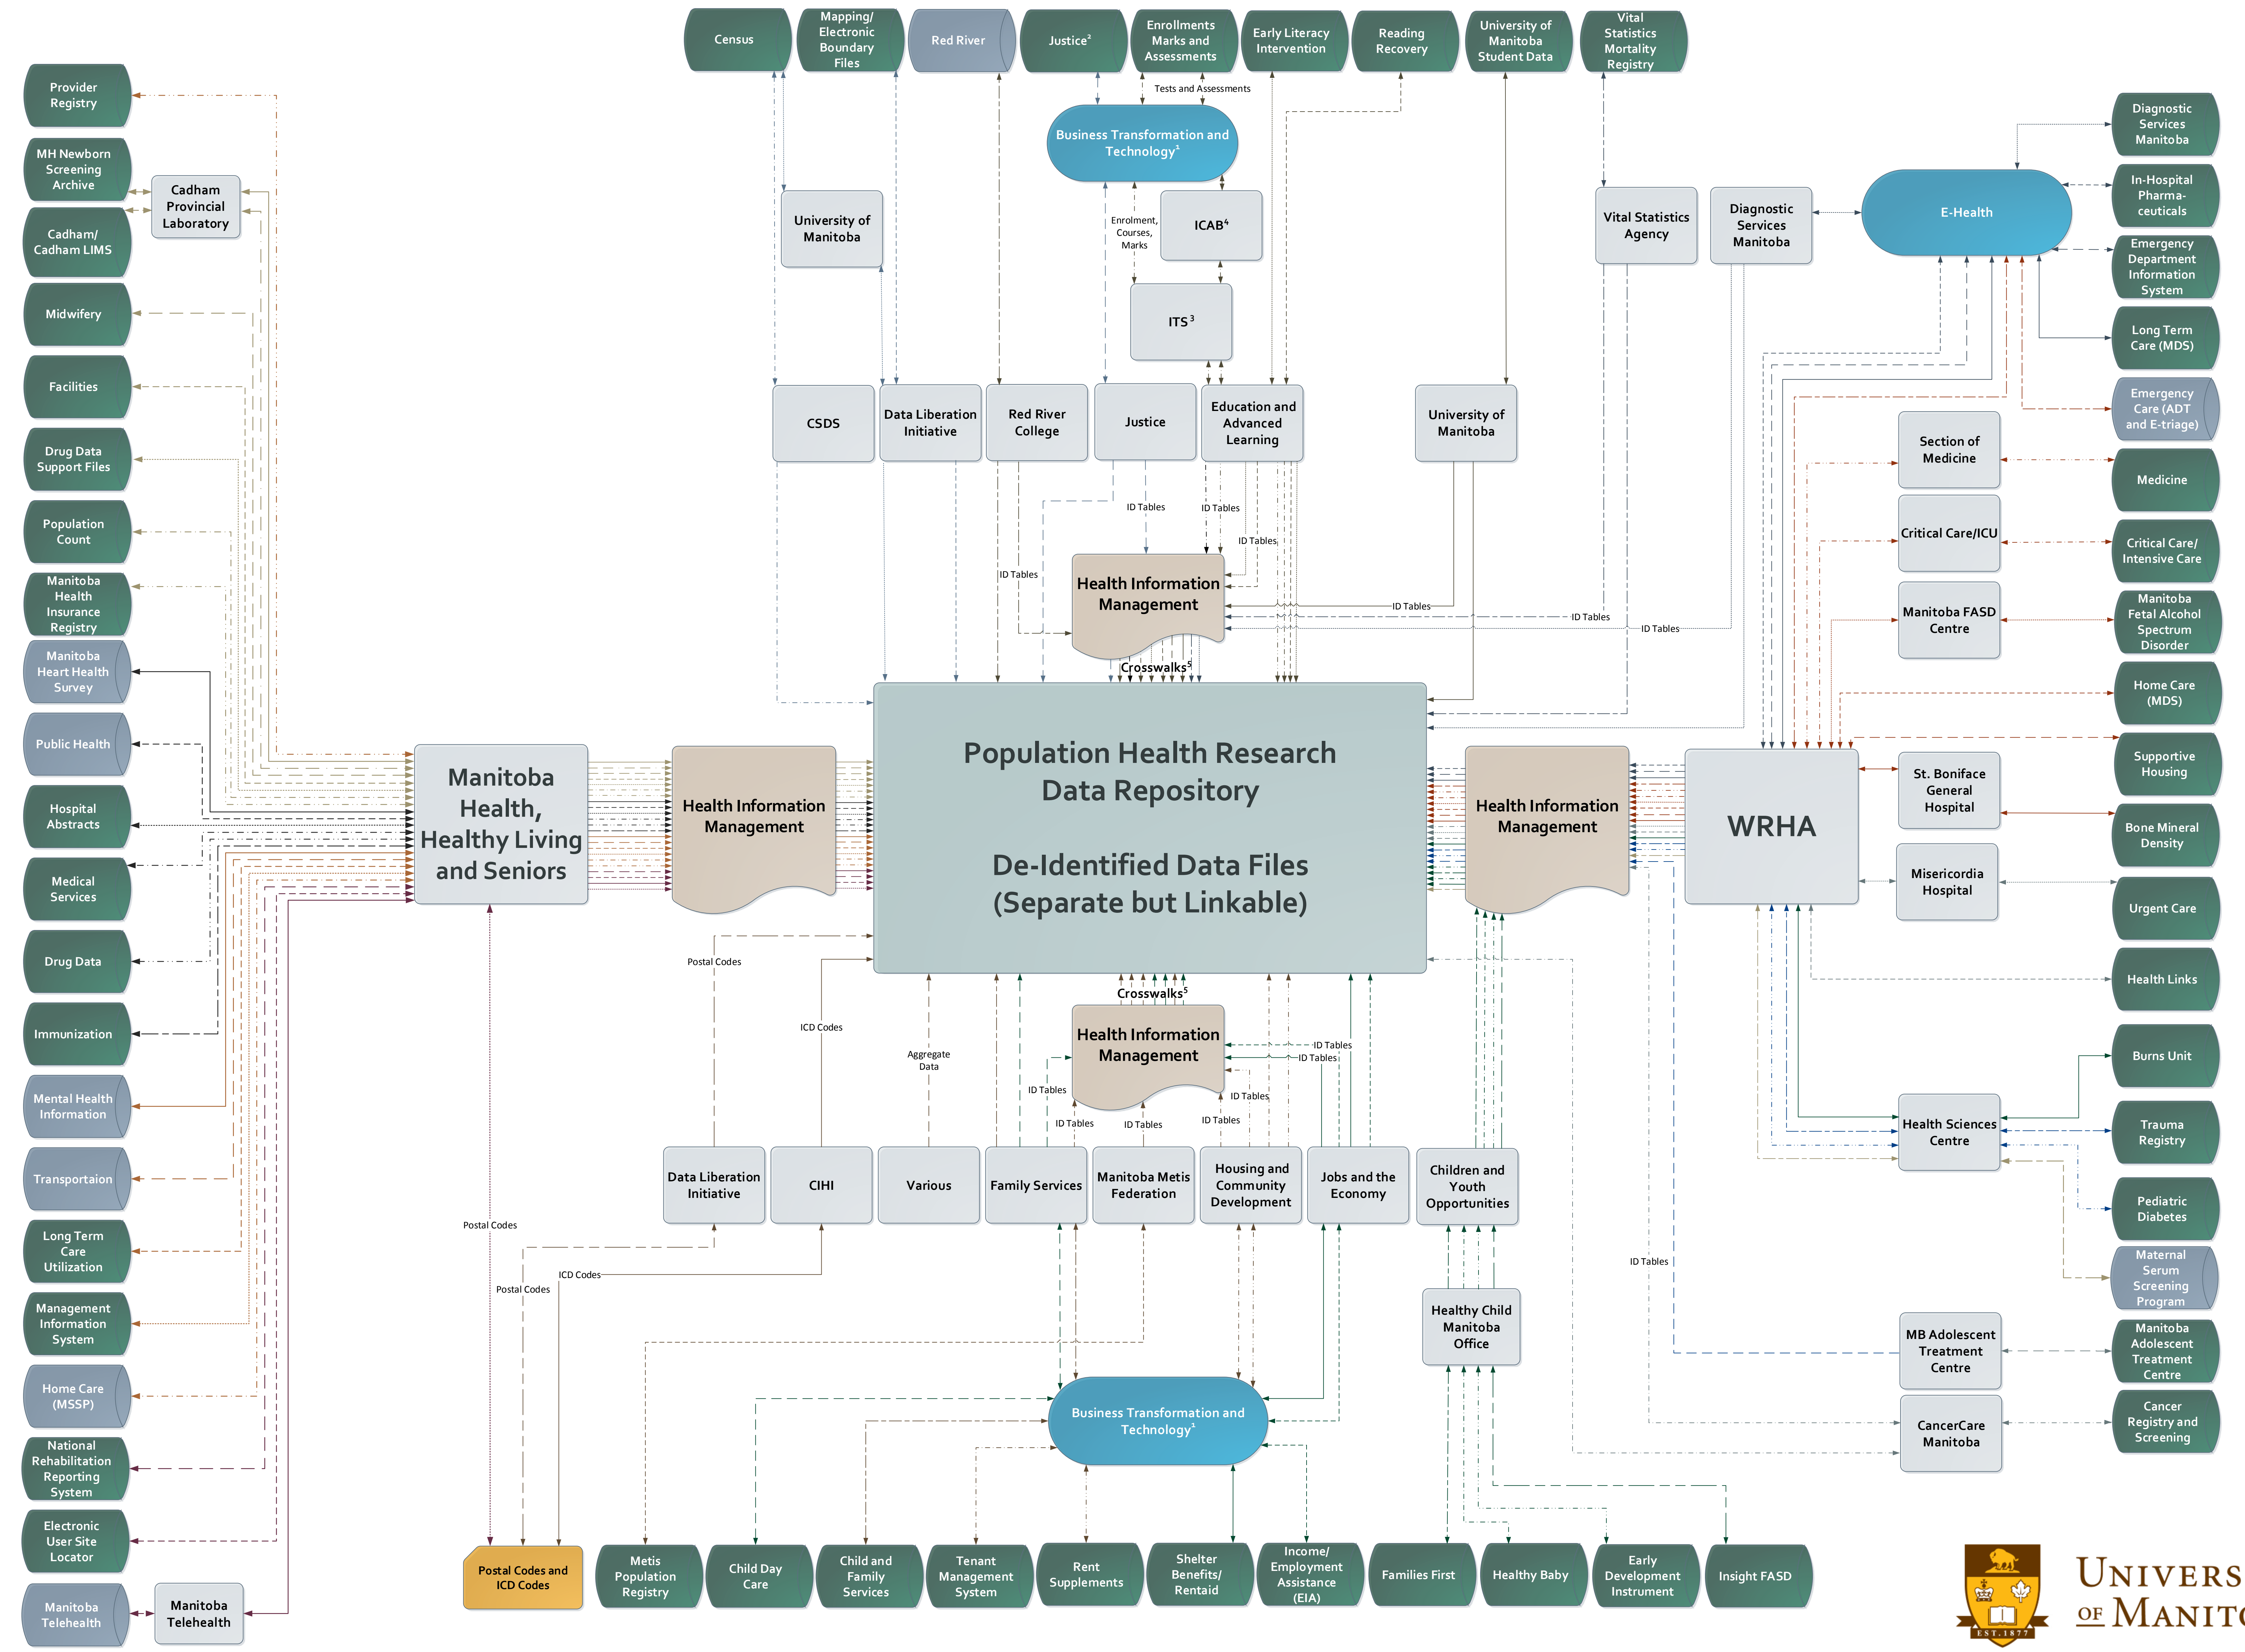 Census
Mapping/
Electronic
Boundary
Files
Red River
Justice²
Enrollments
Marks and
Assessments
Early Literacy
Intervention
Reading
Recovery
University of
Manitoba
Student Data
Vital
Statistics
Mortality
Registry
Tests and Assessments
Business Transformation and
Technology¹
University of
Manitoba
Enrolment,
Courses,
Marks
ICAB⁴
ITS³
Vital Statistics
Agency
Diagnostic
Services
Manitoba
E-Health
CSDS
Data Liberation
Initiative
Red River
College
Justice
Education and
Advanced
Learning
University of
Manitoba
ID Tables
ID Tables
ID Tables
ID Tables
ID Tables
ID Tables
ID Tables
Health Information
Management
Crosswalks⁵
Provider
Registry
MH Newborn
Screening
Archive
Cadham/
Cadham LIMS
Cadham
Provincial
Laboratory
Midwifery
Facilities
Drug Data
Support Files
Population
Count
Manitoba
Health
Insurance
Registry
Manitoba
Heart Health
Survey
Public Health
Hospital
Abstracts
Medical
Services
Drug Data
Immunization
Mental Health
Information
Transportaion
Long Term
Care
Utilization
Management
Information
System
Home Care
(MSSP)
National
Rehabilitation
Reporting
System
Electronic
User Site
Locator
Manitoba
Telehealth
Manitoba
Telehealth
Manitoba
Health,
Healthy Living
and Seniors
Health Information
Management
Population Health Research
Data Repository
De-Identified Data Files
(Separate but Linkable)
Health Information
Management
WRHA
Diagnostic
Services
Manitoba
In-Hospital
Pharma-
ceuticals
Emergency
Department
Information
System
Long Term
Care (MDS)
Emergency
Care (ADT
and E-triage)
Section of
Medicine
Medicine
Critical Care/ICU
Critical Care/
Intensive Care
Manitoba FASD
Centre
Manitoba
Fetal Alcohol
Spectrum
Disorder
Home Care
(MDS)
Supportive
Housing
St. Boniface
General
Hospital
Bone Mineral
Density
Misericordia
Hospital
Urgent Care
Health Links
Burns Unit
Health Sciences
Centre
Trauma
Registry
Pediatric
Diabetes
Maternal
Serum
Screening
Program
MB Adolescent
Treatment
Centre
Manitoba
Adolescent
Treatment
Centre
CancerCare
Manitoba
Cancer
Registry and
Screening
ID Tables
Postal Codes
ICD Codes
Aggregate
Data
Crosswalks⁵
Health Information
Management
ID Tables
ID Tables
ID Tables
ID Tables
ID Tables
ID Tables
ID Tables
Data Liberation
Initiative
CIHI
Various
Family Services
Manitoba Metis
Federation
Housing and
Community
Development
Jobs and the
Economy
Children and
Youth
Opportunities
Postal Codes
ICD Codes
Postal Codes
Healthy Child
Manitoba
Office
Business Transformation and
Technology¹
Postal Codes and
ICD Codes
Metis
Population
Registry
Child Day
Care
Child and
Family
Services
Tenant
Management
System
Rent
Supplements
Shelter
Benefits/
Rentaid
Income/
Employment
Assistance
(EIA)
Families First
Healthy Baby
Early
Development
Instrument
Insight FASD
EST. 1877
UNIVERS
OF MANITO